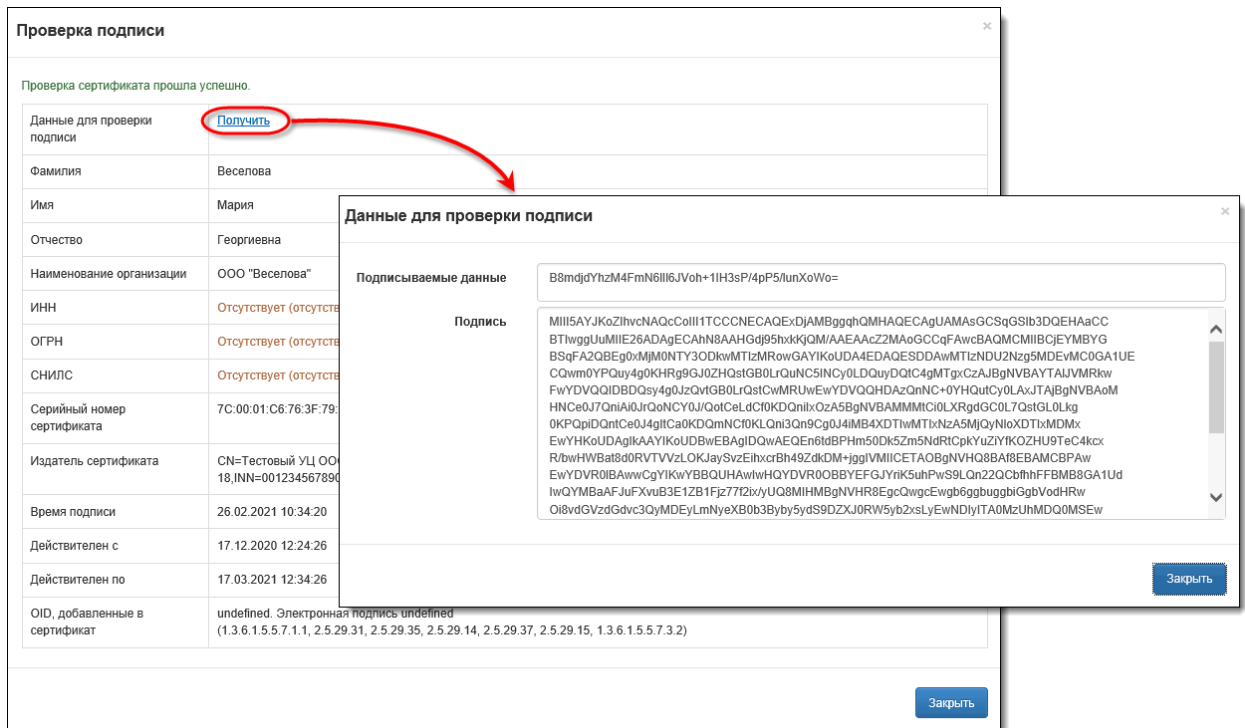 Проверка подписи
Проверка сертификата прошла успешно.
Данные для проверки
подписи
Получить
Фамилия
Веселова
Имя
Мария
Отчество
Георгиевна
Наименование организации
ООО "Веселова"
ИНН
Отсутствует (отсутств
ОГРН
Отсутствует (отсутств
СНИЛС
Отсутствует (отсутств
Серийный номер
сертификата
7C:00:01:C6:76:3F:79:
Издатель сертификата
CN=Тестовый УЦ ООО
18,INN=001234567890
Время подписи
26.02.2021 10:34:20
Действителен с
17.12.2020 12:24:26
Действителен по
17.03.2021 12:34:26
OID, добавленные в
сертификат
undefined. Электронная подпись undefined
(1.3.6.1.5.5.7.1.1, 2.5.29.31, 2.5.29.35, 2.5.29.14, 2.5.29.37, 2.5.29.15, 1.3.6.1.5.5.7.3.2)
Закрыть
Данные для проверки подписи
Подписываемые данные
B8mdjdYhzM4FmN6lIl6JVoh+1IH3sP/4pP5/IunXoWo=
Подпись
MIII5AYJKoZIhvcNAQcCoIII1TCCCNECAQExDjAMBggqhQMHAQECAgUAMAsGCSqGSIb3DQEHAaCC
BTIwggUuMIIE26ADAgECAhN8AAHGdj95hxkKjQM/AAEAAcZ2MAoGCCqFAwcBAQMCMIIBCjEYMBYG
BSqFA2QBEg0xMjM0NTY3ODkwMTIzMRowGAYIKoUDA4EDAQESDDAwMTIzNDU2Nzg5MDEvMC0GA1UE
CQwm0YPQuy4g0KHRg9GJ0ZHQstGB0LrQuNC5INCy0LDQuyDQtC4gMTgxCzAJBgNVBAYTAlJVMRkw
FwYDVQQIDBDQsy4g0JzQvtGB0LrQstCwMRUwEwYDVQQHDAzQnNC+0YHQutCy0LAxJTAjBgNVBAoM
HNCe0J7QniAi0JrQoNCY0J/QotCeLdCf0KDQniIxOzA5BgNVBAMMMtCi0LXRgdGC0L7QstGL0Lkg
0KPQpiDQntCe0J4gItCa0KDQmNCf0KLQni3Qn9Cg0J4iMB4XDTIwMTIxNzA5MjQyNloXDTIxMDMx
EwYHKoUDAgIkAAYIKoUDBwEBAgIDQwAEQEn6tdBPHm50Dk5Zm5NdRtCpkYuZiYfKOZHU9TeC4kcx
R/bwHWBat8d0RVTVVzLOKJaySvzEihxcrBh49ZdkDM+jggIVMIICETAOBgNVHQ8BAf8EBAMCBPAw
EwYDVR0lBAwwCgYIKwYBBQUHAwIwHQYDVR0OBBYEFGJYriK5uhPwS9LQn22QCbfhhFFBMB8GA1Ud
IwQYMBaAFJuFXvuB3E1ZB1Fjz77f2ix/yUQ8MIHMBgNVHR8EgcQwgcEwgb6ggbuggbiGgbVodHRw
Oi8vdGVzdGdvc3QyMDEyLmNyeXB0b3Byby5ydS9DZXJ0RW5yb2xsLyEwNDIyITA0MzUhMDQ0MSEw
Закрыть